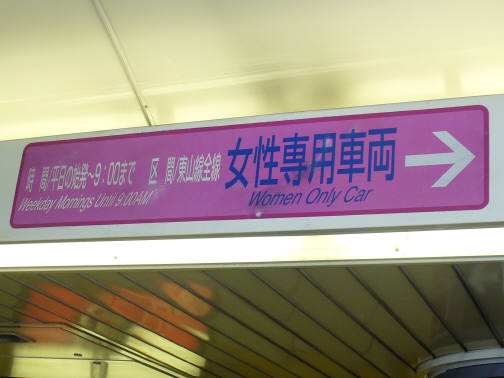 時 間/平日の始発〜9:00まで 区 間/東山線全線
Weekday Mornings Until 9:00AM
女性専用車両
Women Only Car